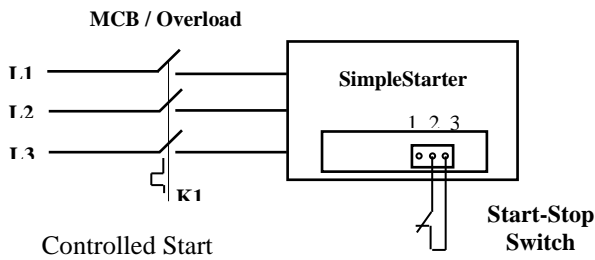 MCB / Overload
L1
SimpleStarter
L2
1 2 3
L3
K1
Start-Stop
Switch
Controlled Start